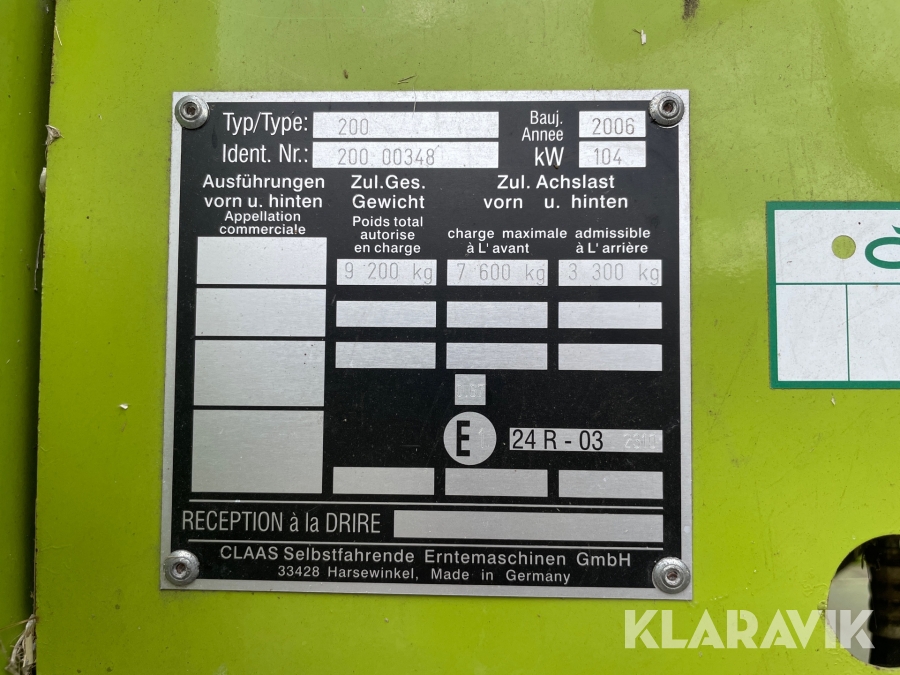 Typ/Type: 200
Bauj. Annee 2006
Ident. Nr.: 200 00348
kW 104
Ausführungen vorn u. hinten
Appellation commerciale
Zul.Ges. Gewicht
Poids total autorise en charge
Zul. Achslast vorn u. hinten
charge maximale admissible
à L'avant à L'arrière
9 200 kg 7 600 kg 3 300 kg
E 1 24 R - 03
RECEPTION à la DRIRE
CLAAS Selbstfahrende Erntemaschinen GmbH
33428 Harsewinkel, Made in Germany
KLARAVIK